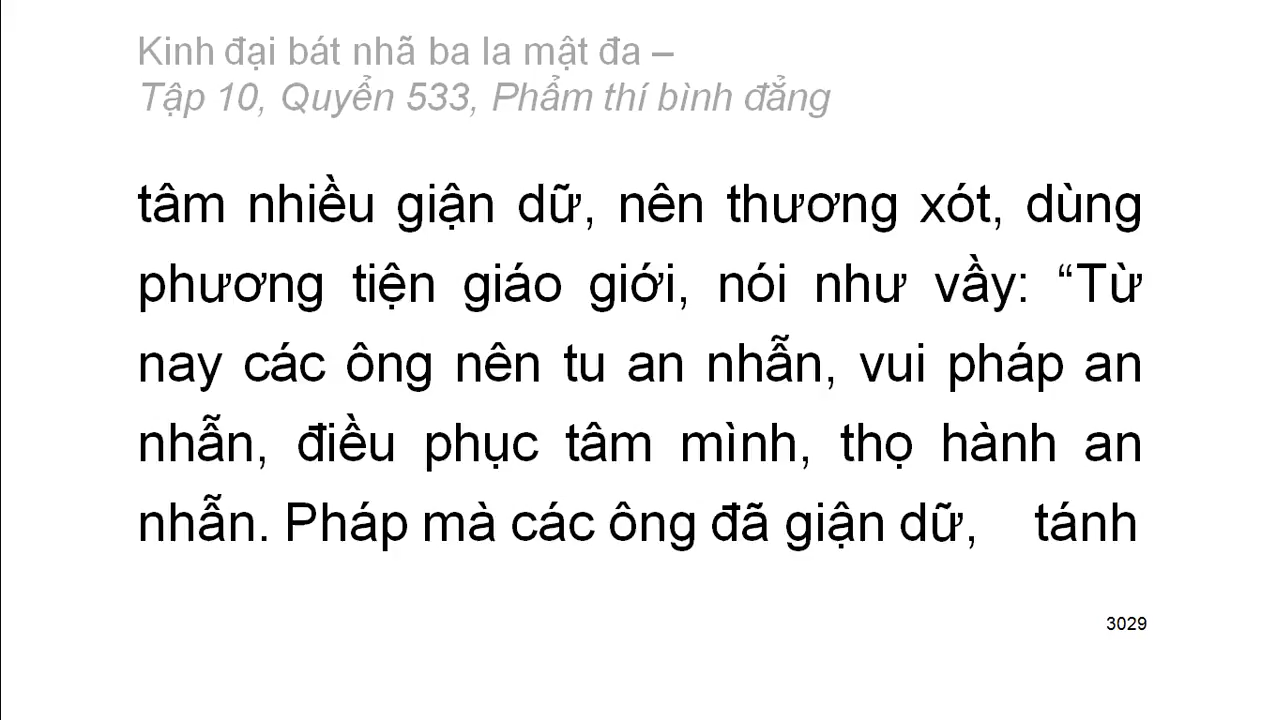 Kinh đại bát nhã ba la mật đa –
Tập 10, Quyển 533, Phẩm thí bình đẳng
tâm nhiều giận dữ, nên thương xót, dùng
phương tiện giáo giới, nói như vầy: “Từ
nay các ông nên tu an nhẫn, vui pháp an
nhẫn, điều phục tâm mình, thọ hành an
nhẫn. Pháp mà các ông đã giận dữ, tánh
3029